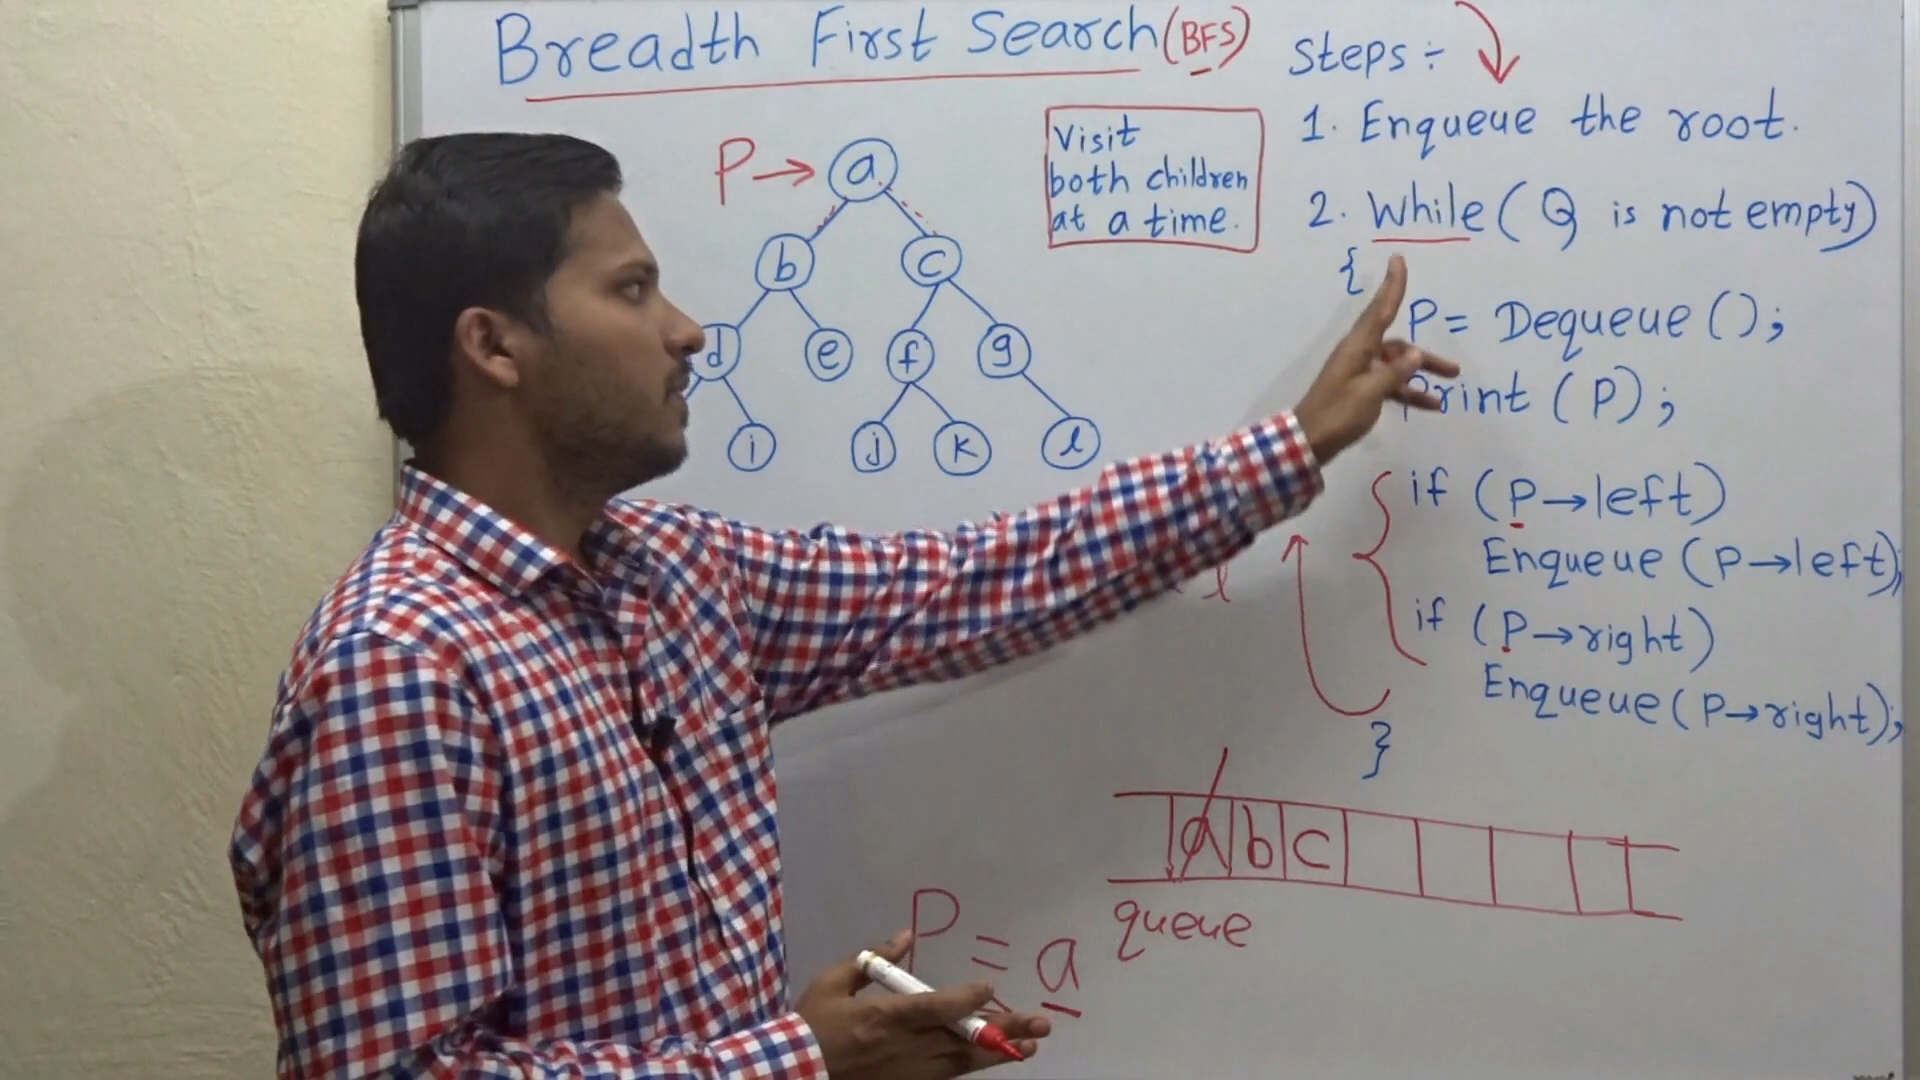 Breadth First Search (BFS)
P→ a
b c
d e f g
i j k l
Visit
both children
at a time.
Steps ÷
1. Enqueue the root.
2. While ( Q is not empty)
{
P= Dequeue ( );
Print ( P ) ;
if ( P→left)
Enqueue (P→left);
if ( P→right)
Enqueue ( P→right);
}
l
a b c
queue
P = a